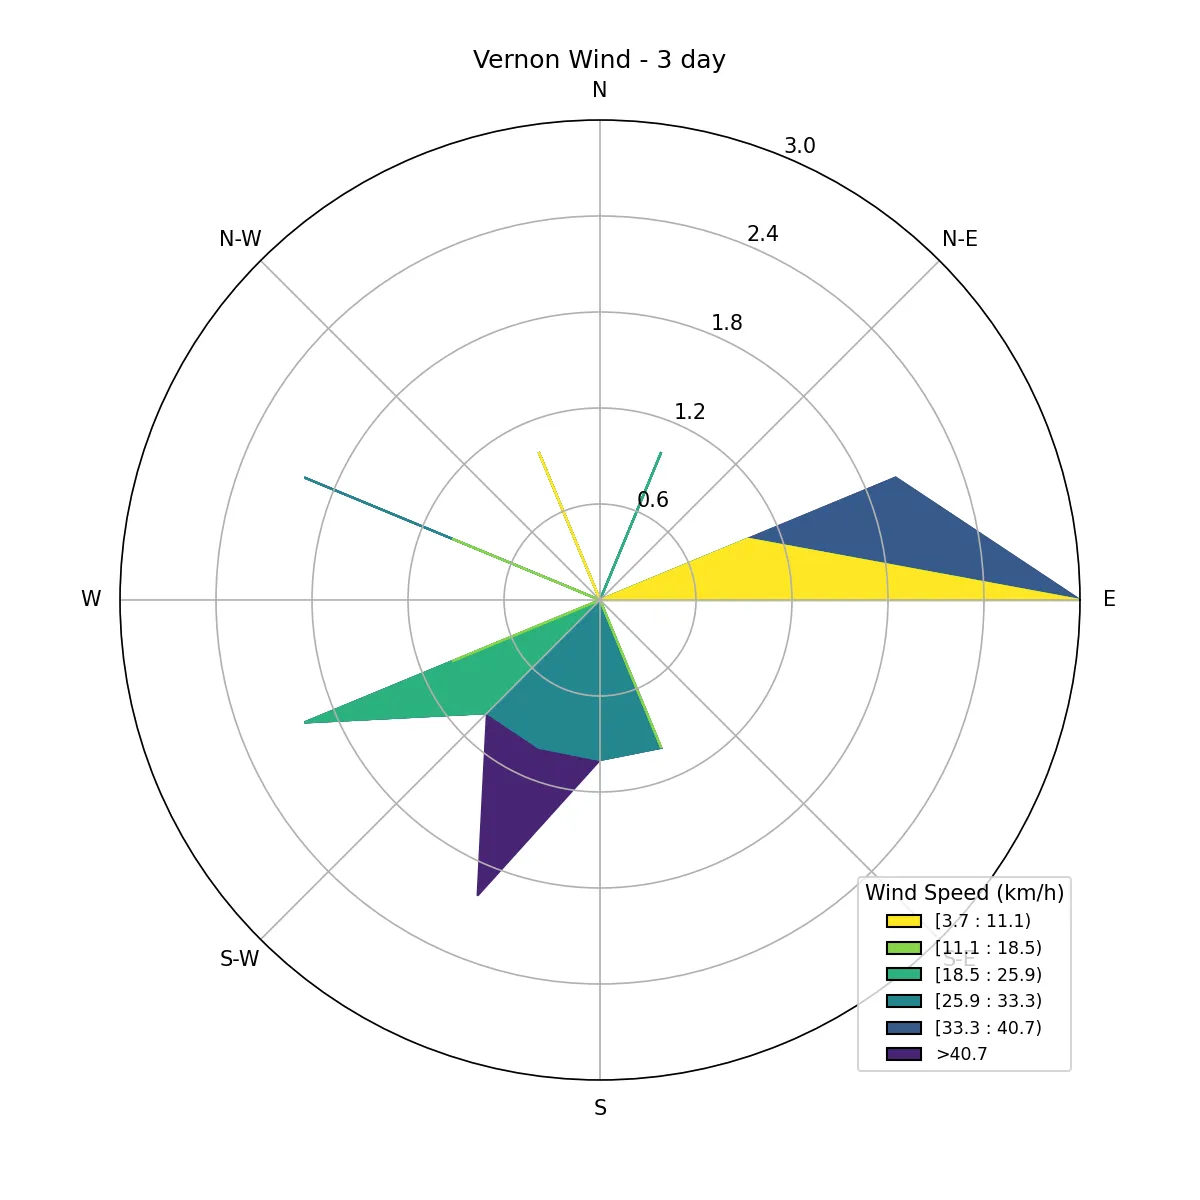 Vernon Wind - 3 day
N
3.0
N-W
N-E
2.4
1.8
1.2
0.6
W
E
S-W
S-E
S
Wind Speed (km/h)
[3.7 : 11.1)
[11.1 : 18.5)
[18.5 : 25.9)
[25.9 : 33.3)
[33.3 : 40.7)
>40.7